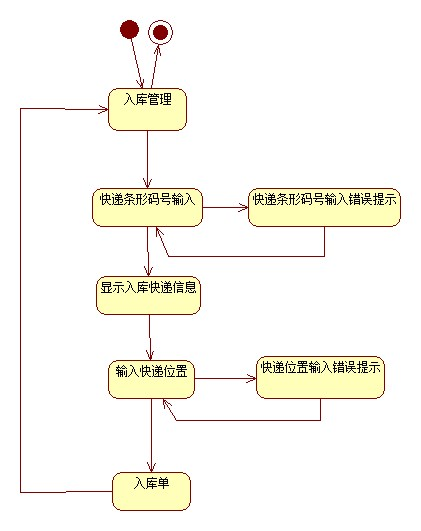 入库管理
快递条形码号输入
快递条形码号输入错误提示
显示入库快递信息
输入快递位置
快递位置输入错误提示
入库单